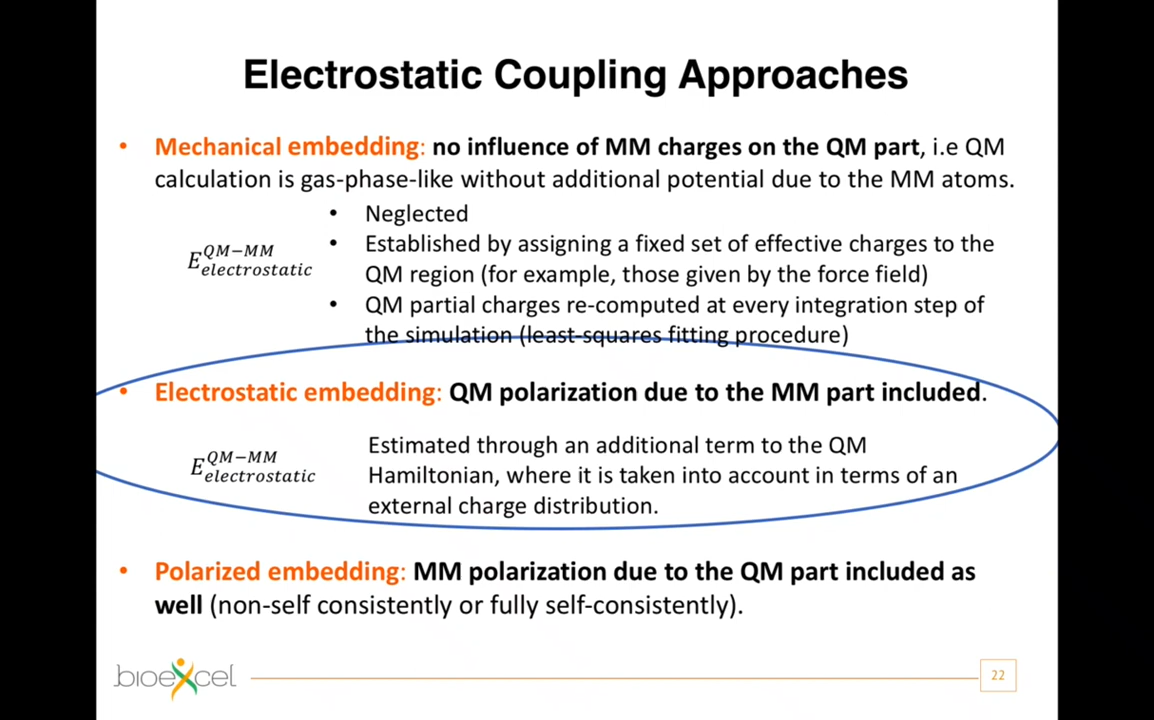 Electrostatic Coupling Approaches
• Mechanical embedding: no influence of MM charges on the QM part, i.e QM
calculation is gas-phase-like without additional potential due to the MM atoms.
• Neglected
E^{QM−MM}_{electrostatic}
• Established by assigning a fixed set of effective charges to the
QM region (for example, those given by the force field)
• QM partial charges re-computed at every integration step of
the simulation (least-squares fitting procedure)
• Electrostatic embedding: QM polarization due to the MM part included.
E^{QM−MM}_{electrostatic}
Estimated through an additional term to the QM
Hamiltonian, where it is taken into account in terms of an
external charge distribution.
• Polarized embedding: MM polarization due to the QM part included as
well (non-self consistently or fully self-consistently).
bioexcel
22